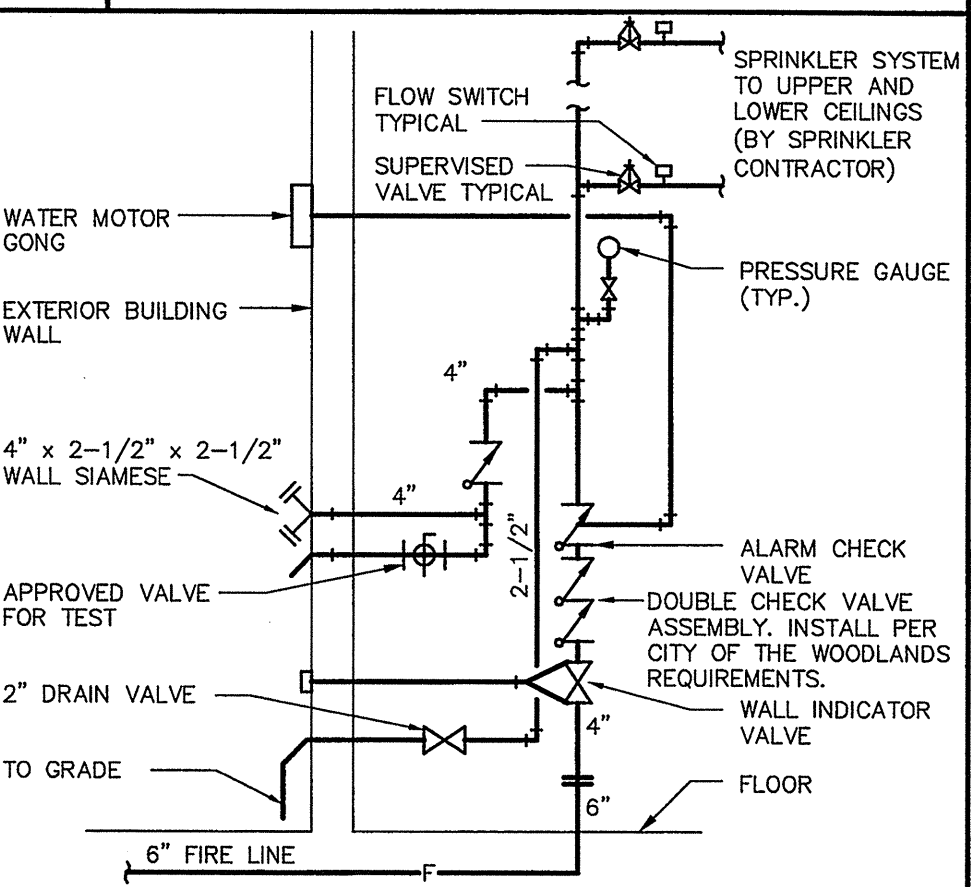 SPRINKLER SYSTEM
TO UPPER AND
LOWER CEILINGS
(BY SPRINKLER
CONTRACTOR)
FLOW SWITCH
TYPICAL
SUPERVISED
VALVE TYPICAL
WATER MOTOR
GONG
PRESSURE GAUGE
(TYP.)
EXTERIOR BUILDING
WALL
4"
4" x 2-1/2" x 2-1/2"
WALL SIAMESE
4"
2-1/2"
ALARM CHECK
VALVE
APPROVED VALVE
FOR TEST
DOUBLE CHECK VALVE
ASSEMBLY. INSTALL PER
CITY OF THE WOODLANDS
REQUIREMENTS.
2" DRAIN VALVE
WALL INDICATOR
VALVE
4"
TO GRADE
FLOOR
6"
6" FIRE LINE
F